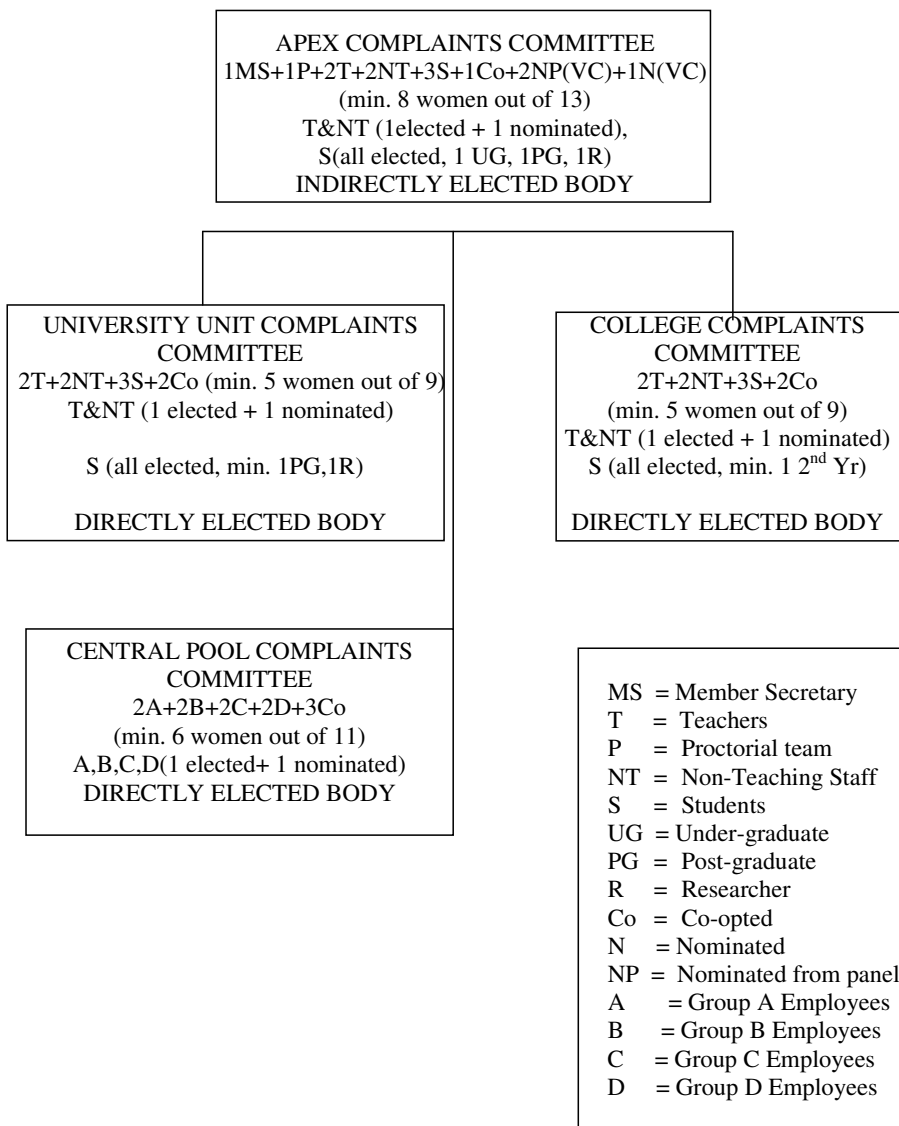 APEX COMPLAINTS COMMITTEE
1MS+1P+2T+2NT+3S+1Co+2NP(VC)+1N(VC)
(min. 8 women out of 13)
T&NT (1elected + 1 nominated),
S(all elected, 1 UG, 1PG, 1R)
INDIRECTLY ELECTED BODY
UNIVERSITY UNIT COMPLAINTS
COMMITTEE
2T+2NT+3S+2Co (min. 5 women out of 9)
T&NT (1 elected + 1 nominated)
S (all elected, min. 1PG,1R)
DIRECTLY ELECTED BODY
COLLEGE COMPLAINTS
COMMITTEE
2T+2NT+3S+2Co
(min. 5 women out of 9)
T&NT (1 elected + 1 nominated)
S (all elected, min. 1 2nd Yr)
DIRECTLY ELECTED BODY
CENTRAL POOL COMPLAINTS
COMMITTEE
2A+2B+2C+2D+3Co
(min. 6 women out of 11)
A,B,C,D(1 elected+ 1 nominated)
DIRECTLY ELECTED BODY
MS = Member Secretary
T = Teachers
P = Proctorial team
NT = Non-Teaching Staff
S = Students
UG = Under-graduate
PG = Post-graduate
R = Researcher
Co = Co-opted
N = Nominated
NP = Nominated from panel
A = Group A Employees
B = Group B Employees
C = Group C Employees
D = Group D Employees